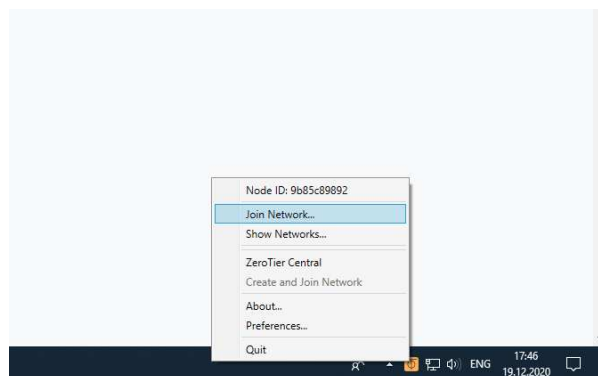 Node ID: 9b85c89892
Join Network...
Show Networks...
ZeroTier Central
Create and Join Network
About...
Preferences...
Quit
ENG
17:46
19.12.2020